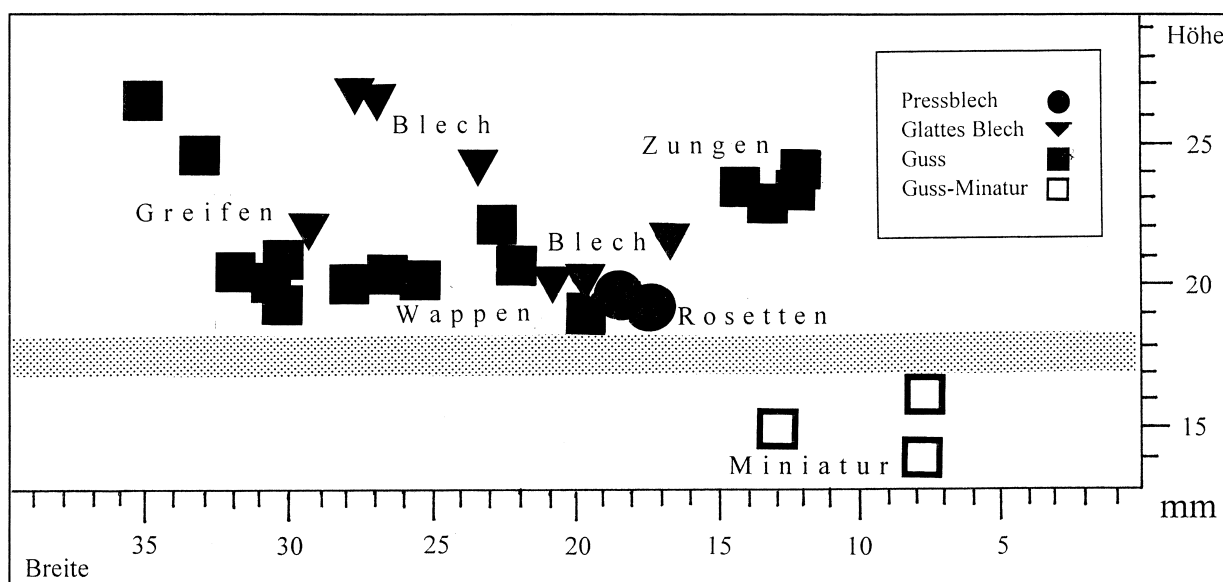 Höhe
Pressblech
Glattes Blech
Guss
Guss-Minatur
Blech
Zungen
25
Greifen
Blech
20
Wappen
Rosetten
15
Miniatur
mm
35 30 25 20 15 10 5
Breite